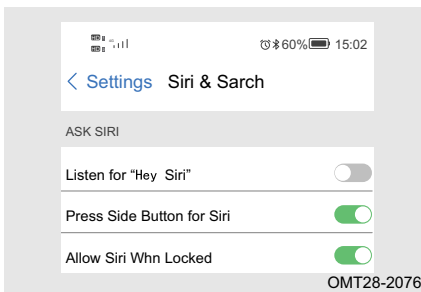 60% 15:02
Settings Siri & Sarch
ASK SIRI
Listen for “Hey Siri”
Press Side Button for Siri
Allow Siri Whn Locked
OMT28-2076